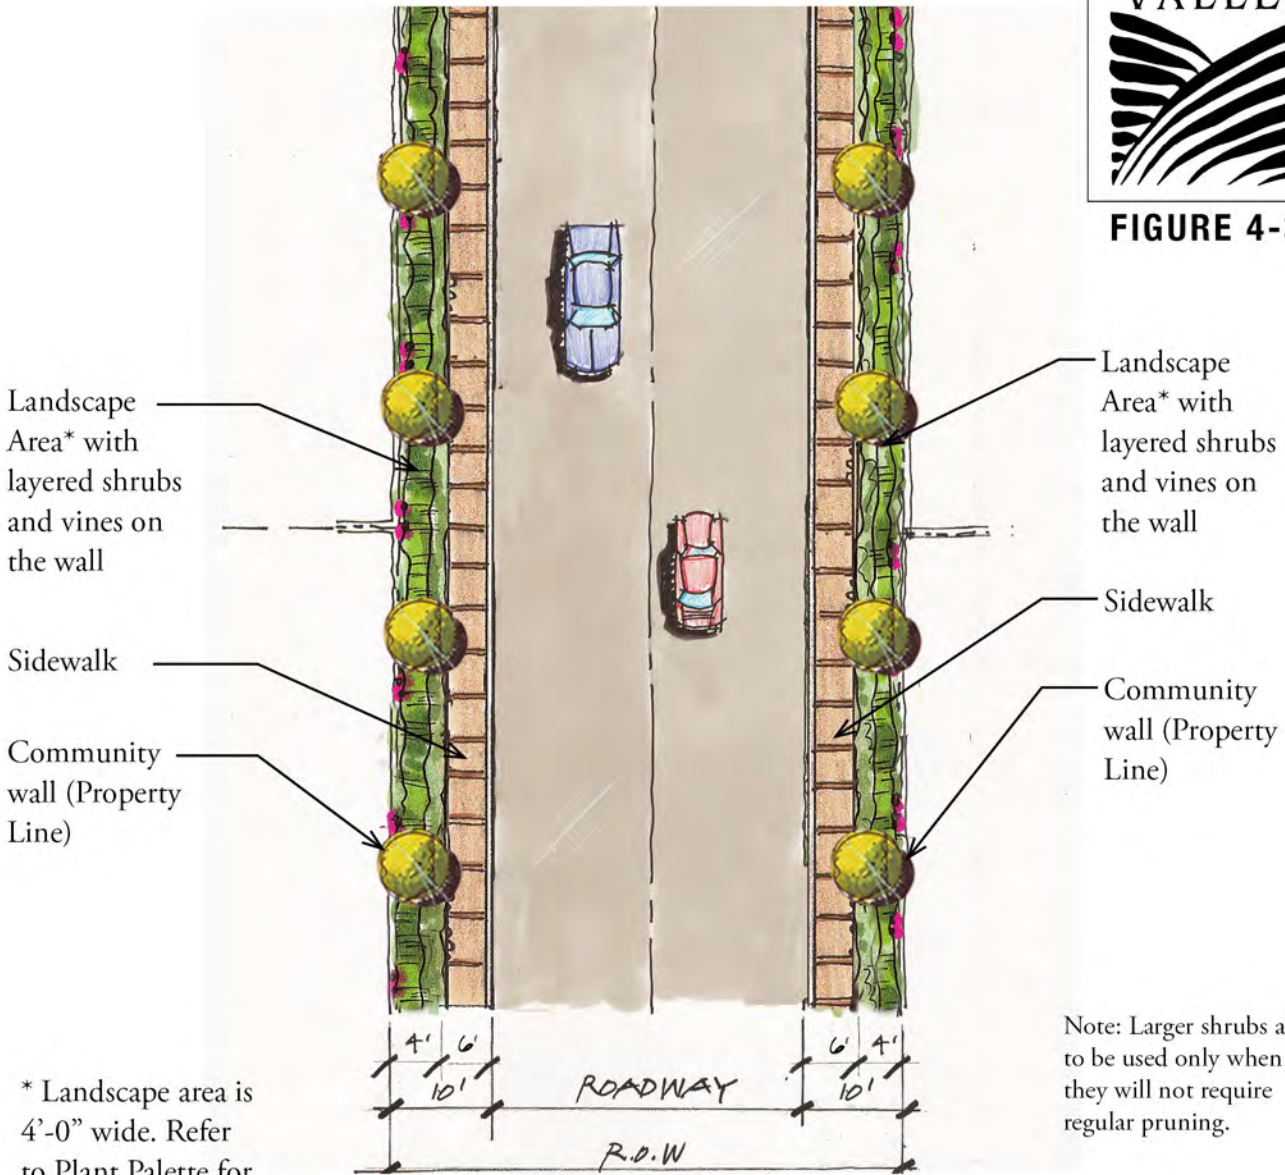 FIGURE 4-
Landscape
Area* with
layered shrubs
and vines on
the wall
Sidewalk
Community
wall (Property
Line)
Landscape
Area* with
layered shrubs
and vines on
the wall
Sidewalk
Community
wall (Property
Line)
4' 6'
10'
ROADWAY
6' 4'
10'
R.O.W
* Landscape area is
4'-0" wide. Refer
to Plant Palette for
Note: Larger shrubs
to be used only when
they will not require
regular pruning.